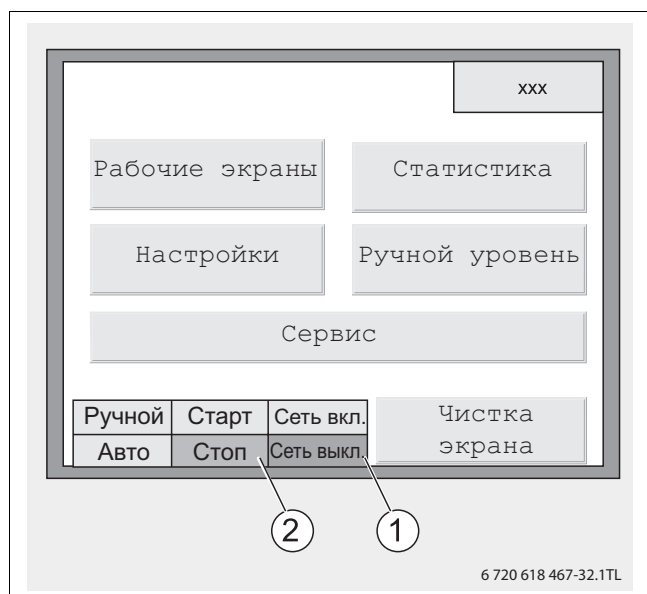 xxx
Рабочие экраны
Статистика
Настройки
Ручной уровень
Сервис
Ручной Старт Сеть вкл.
Авто Стоп Сеть выкл.
Чистка
экрана
2
1
6 720 618 467-32.1TL